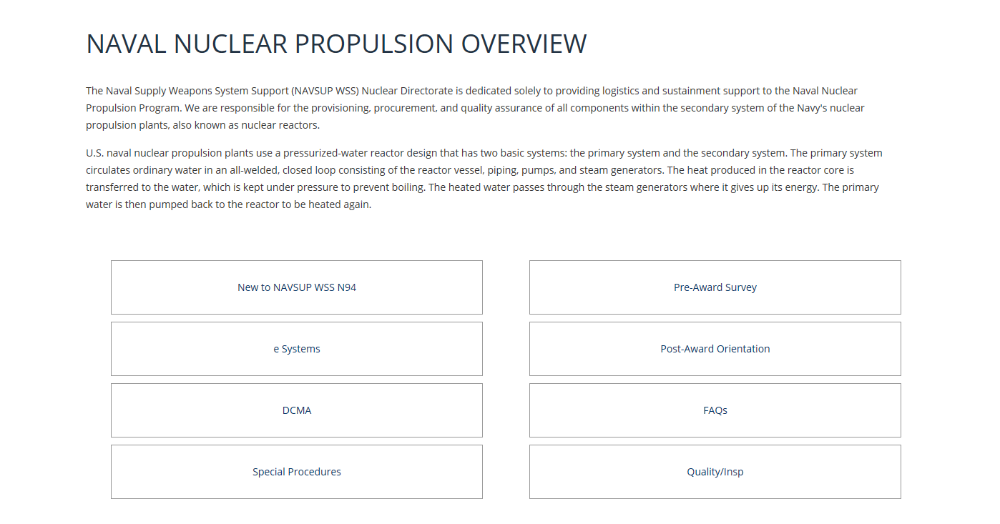 NAVAL NUCLEAR PROPULSION OVERVIEW
The Naval Supply Weapons System Support (NAVSUP WSS) Nuclear Directorate is dedicated solely to providing logistics and sustainment support to the Naval Nuclear
Propulsion Program. We are responsible for the provisioning, procurement, and quality assurance of all components within the secondary system of the Navy's nuclear
propulsion plants, also known as nuclear reactors.
U.S. naval nuclear propulsion plants use a pressurized-water reactor design that has two basic systems: the primary system and the secondary system. The primary system
circulates ordinary water in an all-welded, closed loop consisting of the reactor vessel, piping, pumps, and steam generators. The heat produced in the reactor core is
transferred to the water, which is kept under pressure to prevent boiling. The heated water passes through the steam generators where it gives up its energy. The primary
water is then pumped back to the reactor to be heated again.
New to NAVSUP WSS N94
Pre-Award Survey
e Systems
Post-Award Orientation
DCMA
FAQs
Special Procedures
Quality/Insp